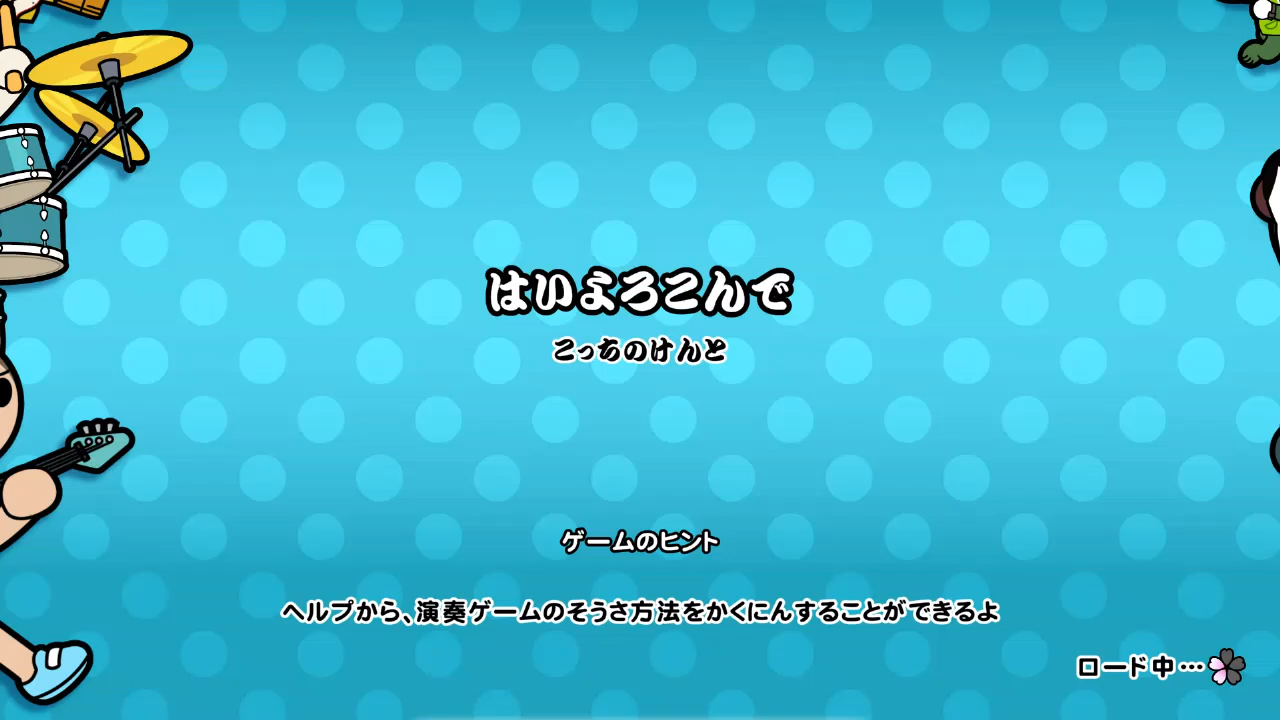 はいよろこんで
こっちのけんと
ゲームのヒント
ヘルプから、演奏ゲームのそうさ方法をかくにんすることができるよ
ロード中…